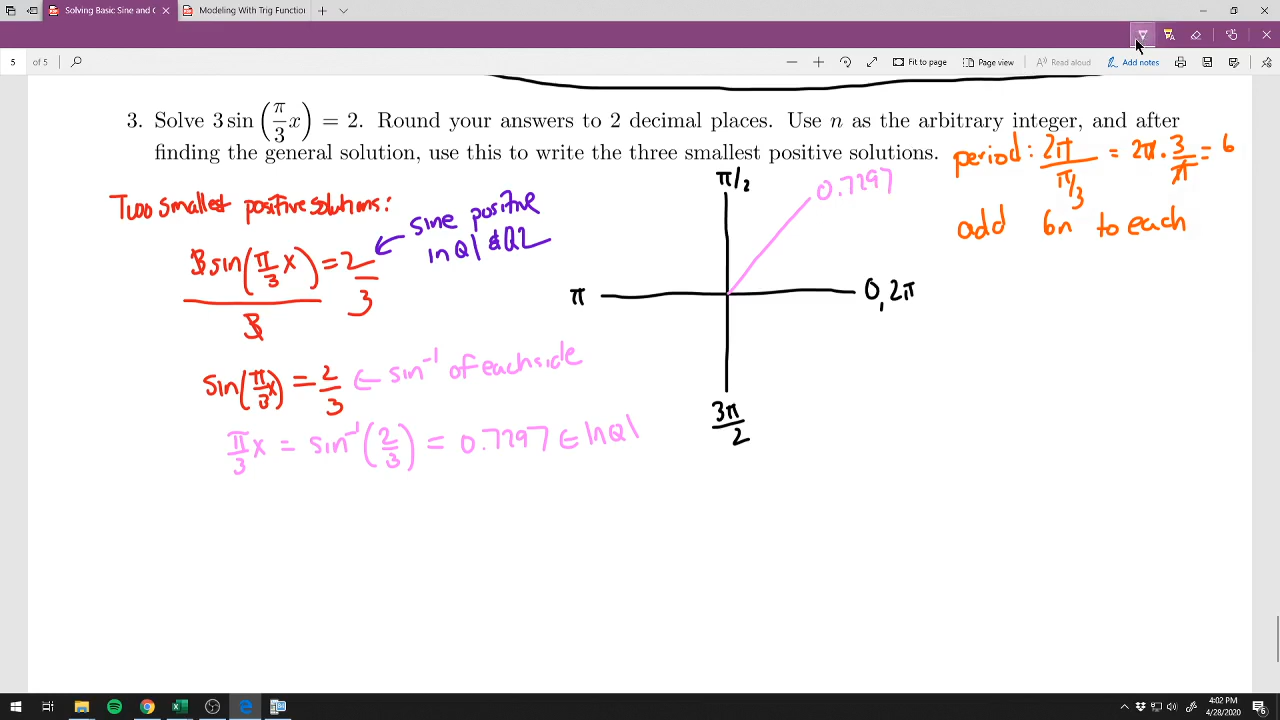 Solving Basic Sine and C
Modeling With Trig Function
5 of 5
Fit to page
Page view
Read aloud
Add notes
3. Solve 3 sin (π/3 x) = 2. Round your answers to 2 decimal places. Use n as the arbitrary integer, and after
finding the general solution, use this to write the three smallest positive solutions.
period: 2π/(π/3) = 2π · 3/π = 6
add 6n to each
Two smallest positive solutions:
sine positive
in Q1 & Q2
3sin(π/3 x) = 2
3 3
sin(π/3 x) = 2/3 ← sin⁻¹ of each side
π/3 x = sin⁻¹(2/3) = 0.7297 ← in Q1
π/2
0.7297
π
0, 2π
3π/2
4:02 PM
4/28/2020